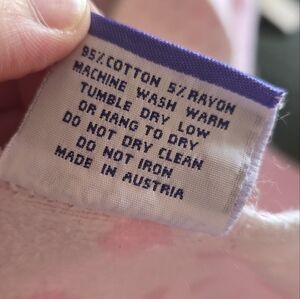 95% COTTON 5% RAYON
MACHINE WASH WARM
TUMBLE DRY LOW
OR HANG TO DRY
DO NOT DRY CLEAN
DO NOT IRON
MADE IN AUSTRIA